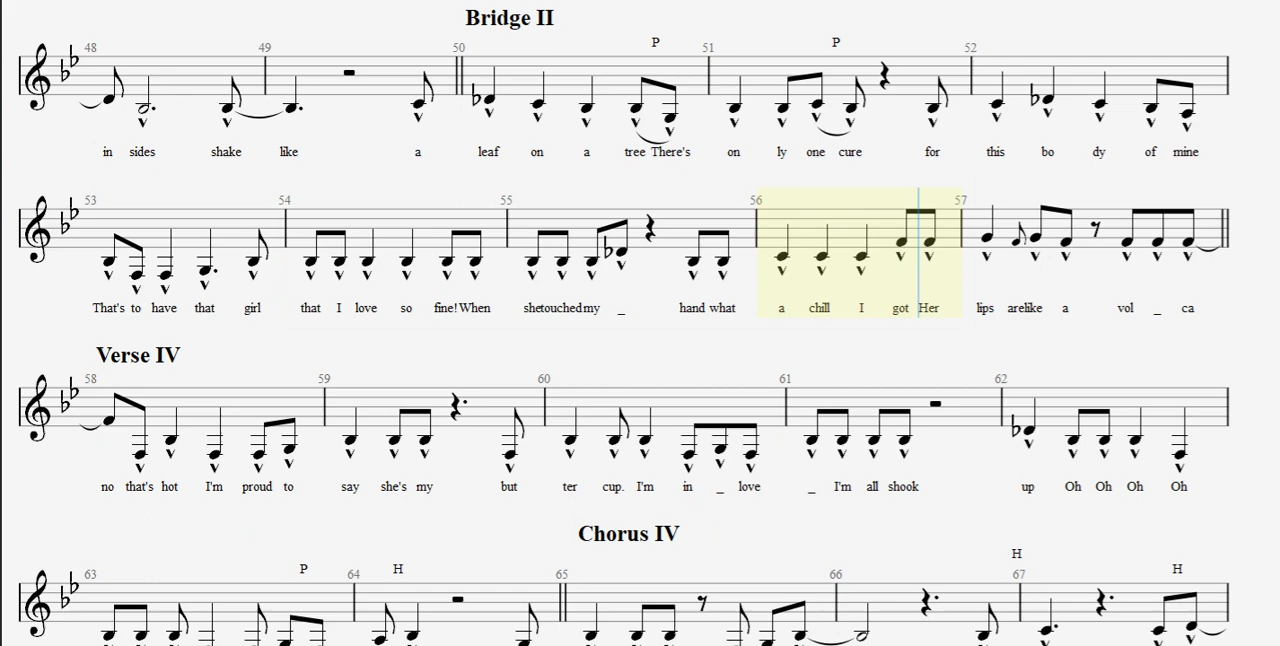 Bridge II
48 49 50 P 51 P 52
in sides shake like a leaf on a tree There's on ly one cure for this bo dy of mine
53 54 55 56 57
That's to have that girl that I love so fine! When shetouchedmy _ hand what a chill I got Her lips arelike a vol _ ca
Verse IV
58 59 60 61 62
no that's hot I'm proud to say she's my but ter cup. I'm in _ love _ I'm all shook up Oh Oh Oh Oh
Chorus IV
63 P 64 H 65 66 67 H H